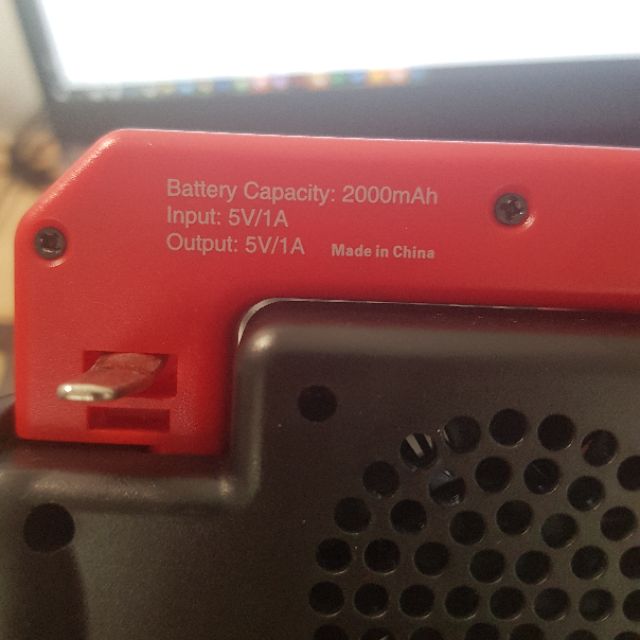 Battery Capacity: 2000mAh
Input: 5V/1A
Output: 5V/1A
Made in China